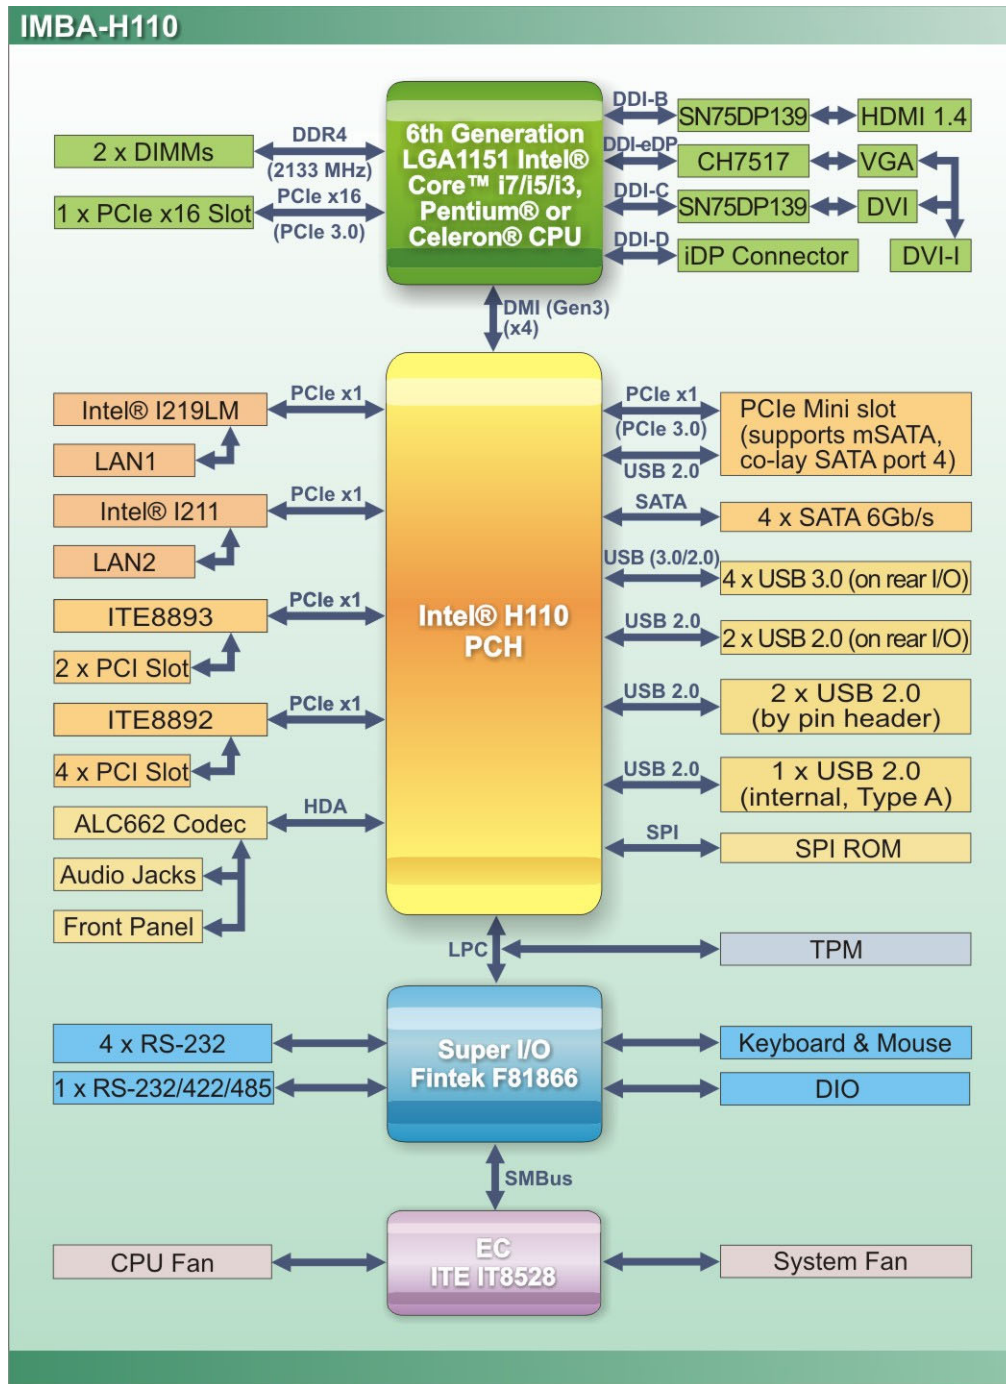 IMBA-H110
6th Generation
LGA1151 Intel®
Core™ i7/i5/i3,
Pentium® or
Celeron® CPU
2 x DIMMs
DDR4
(2133 MHz)
1 x PCIe x16 Slot
PCIe x16
(PCIe 3.0)
DDI-B
SN75DP139
HDMI 1.4
DDI-eDP
CH7517
VGA
DDI-C
SN75DP139
DVI
DDI-D
iDP Connector
DVI-I
DMI (Gen3)
(x4)
Intel® H110
PCH
Intel® I219LM
PCIe x1
LAN1
Intel® I211
PCIe x1
LAN2
ITE8893
PCIe x1
2 x PCI Slot
ITE8892
PCIe x1
4 x PCI Slot
ALC662 Codec
HDA
Audio Jacks
Front Panel
PCIe x1
(PCIe 3.0)
USB 2.0
PCIe Mini slot
(supports mSATA,
co-lay SATA port 4)
SATA
4 x SATA 6Gb/s
USB (3.0/2.0)
4 x USB 3.0 (on rear I/O)
USB 2.0
2 x USB 2.0 (on rear I/O)
USB 2.0
2 x USB 2.0
(by pin header)
USB 2.0
1 x USB 2.0
(internal, Type A)
SPI
SPI ROM
LPC
TPM
Super I/O
Fintek F81866
4 x RS-232
1 x RS-232/422/485
Keyboard & Mouse
DIO
SMBus
EC
ITE IT8528
CPU Fan
System Fan